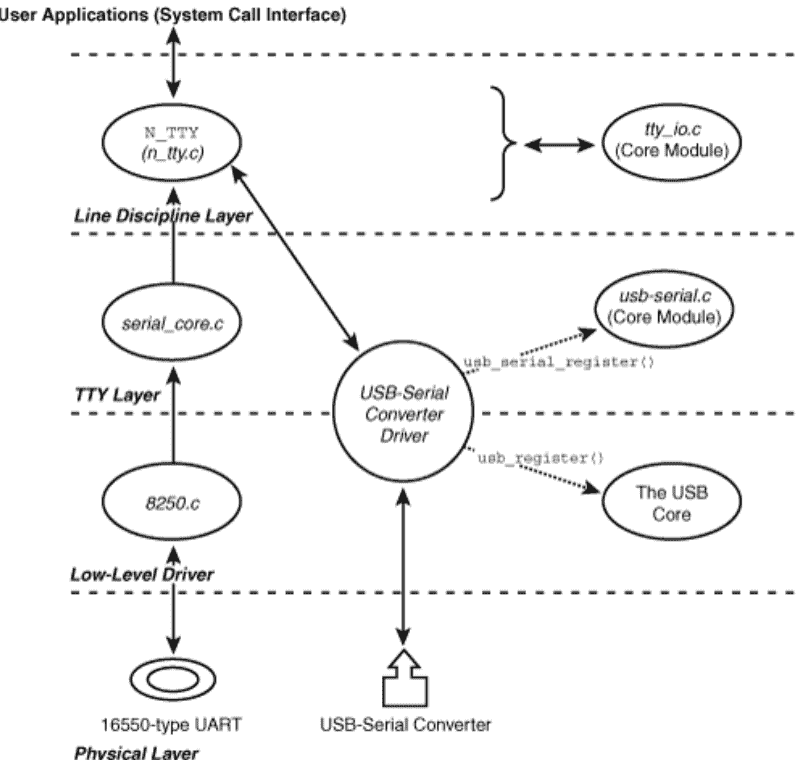 User Applications (System Call Interface)
N_TTY
(n_tty.c)
tty_io.c
(Core Module)
Line Discipline Layer
serial_core.c
usb-serial.c
(Core Module)
usb_serial_register()
TTY Layer
USB-Serial
Converter
Driver
usb_register()
8250.c
The USB
Core
Low-Level Driver
16550-type UART
USB-Serial Converter
Physical Layer